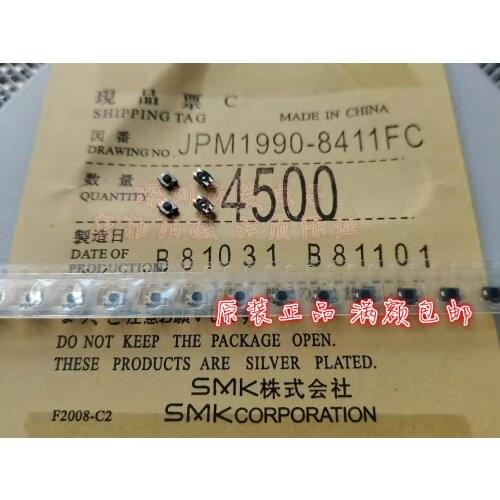 現品票 C
SHIPPING TAG
MADE IN CHINA
図番
DRAWING NO. JPM1990-8411FC
数量
QUANTITY 4500
製造日
DATE OF PRODUCTION B81031 B81101
原装正品 满额包邮
DO NOT KEEP THE PACKAGE OPEN.
THESE PRODUCTS ARE SILVER PLATED.
SMK株式会社
F2008-C2
SMK CORPORATION